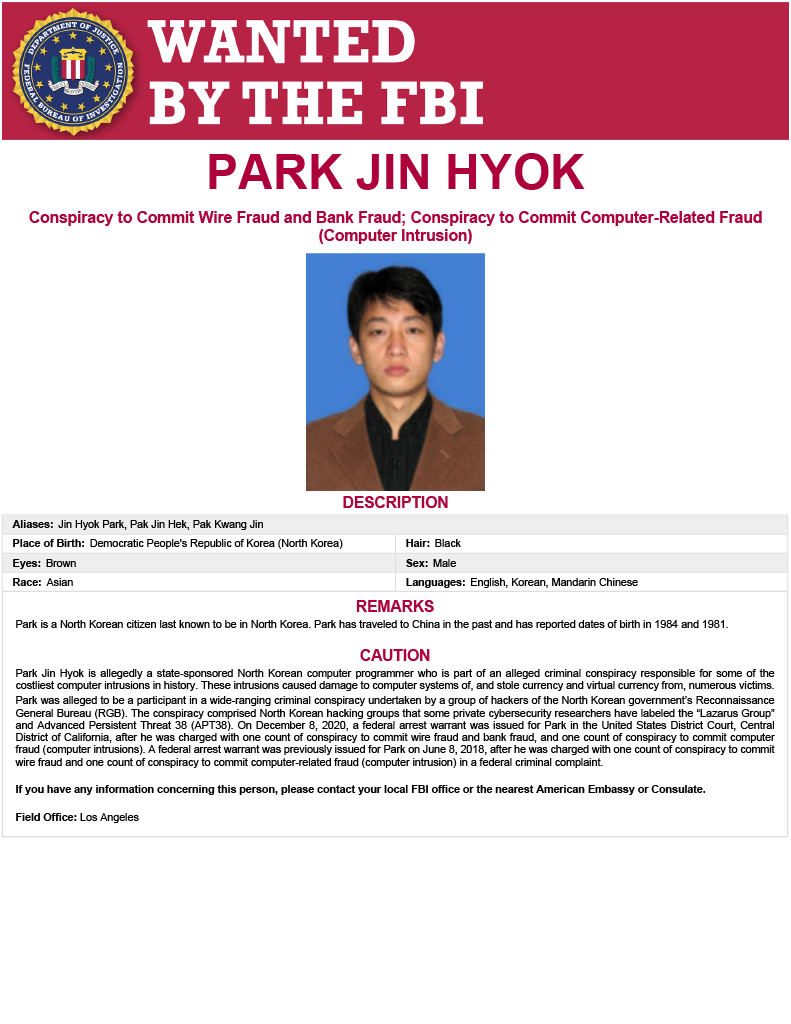 DEPARTMENT OF JUSTICE
FEDERAL BUREAU OF INVESTIGATION
WANTED
BY THE FBI
PARK JIN HYOK
Conspiracy to Commit Wire Fraud and Bank Fraud; Conspiracy to Commit Computer-Related Fraud
(Computer Intrusion)
DESCRIPTION
Aliases: Jin Hyok Park, Pak Jin Hek, Pak Kwang Jin
Place of Birth: Democratic People's Republic of Korea (North Korea) Hair: Black
Eyes: Brown Sex: Male
Race: Asian Languages: English, Korean, Mandarin Chinese
REMARKS
Park is a North Korean citizen last known to be in North Korea. Park has traveled to China in the past and has reported dates of birth in 1984 and 1981.
CAUTION
Park Jin Hyok is allegedly a state-sponsored North Korean computer programmer who is part of an alleged criminal conspiracy responsible for some of the
costliest computer intrusions in history. These intrusions caused damage to computer systems of, and stole currency and virtual currency from, numerous victims.
Park was alleged to be a participant in a wide-ranging criminal conspiracy undertaken by a group of hackers of the North Korean government's Reconnaissance
General Bureau (RGB). The conspiracy comprised North Korean hacking groups that some private cybersecurity researchers have labeled the “Lazarus Group”
and Advanced Persistent Threat 38 (APT38). On December 8, 2020, a federal arrest warrant was issued for Park in the United States District Court, Central
District of California, after he was charged with one count of conspiracy to commit wire fraud and bank fraud, and one count of conspiracy to commit computer
fraud (computer intrusions). A federal arrest warrant was previously issued for Park on June 8, 2018, after he was charged with one count of conspiracy to commit
wire fraud and one count of conspiracy to commit computer-related fraud (computer intrusion) in a federal criminal complaint.
If you have any information concerning this person, please contact your local FBI office or the nearest American Embassy or Consulate.
Field Office: Los Angeles